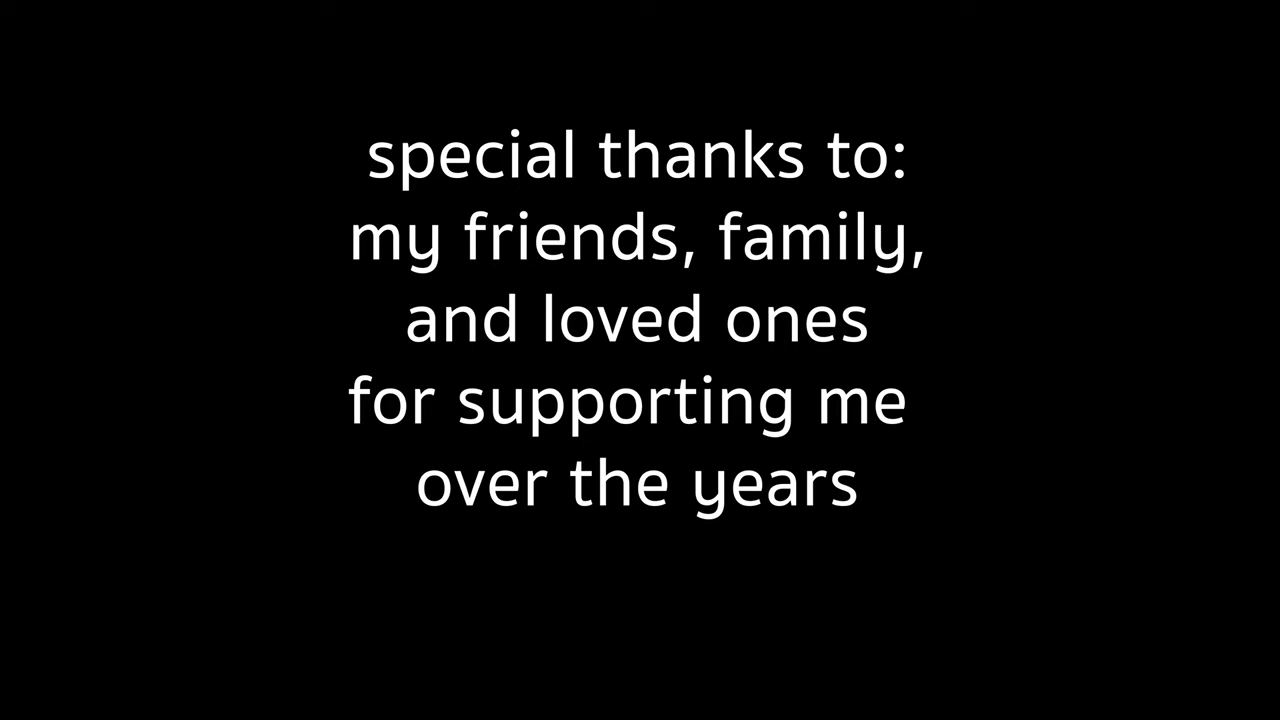 special thanks to:
my friends, family,
and loved ones
for supporting me
over the years